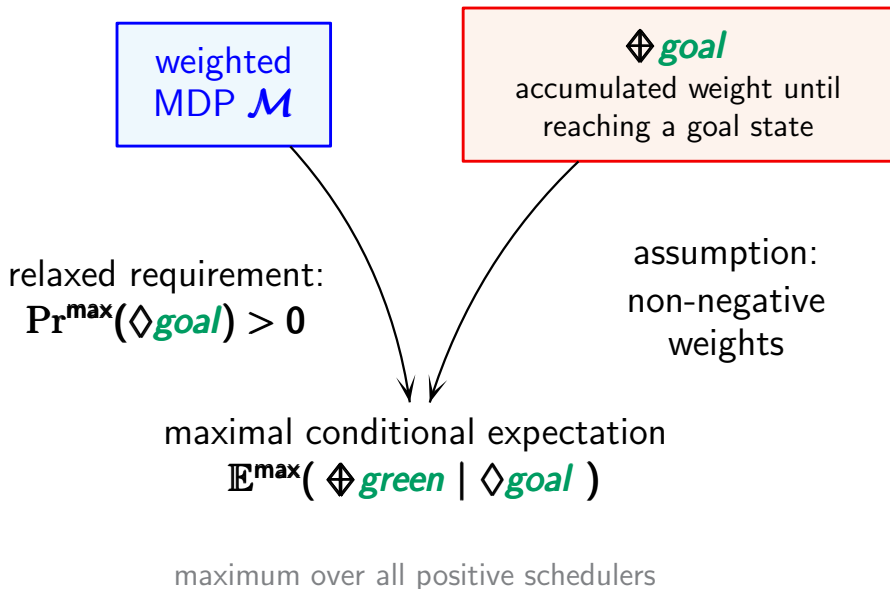 weighted
MDP 𝓜
⟴ goal
accumulated weight until
reaching a goal state
relaxed requirement:
Pr^max(◊goal) > 0
assumption:
non-negative
weights
maximal conditional expectation
𝔼^max( ⟴ green | ◊goal )
maximum over all positive schedulers